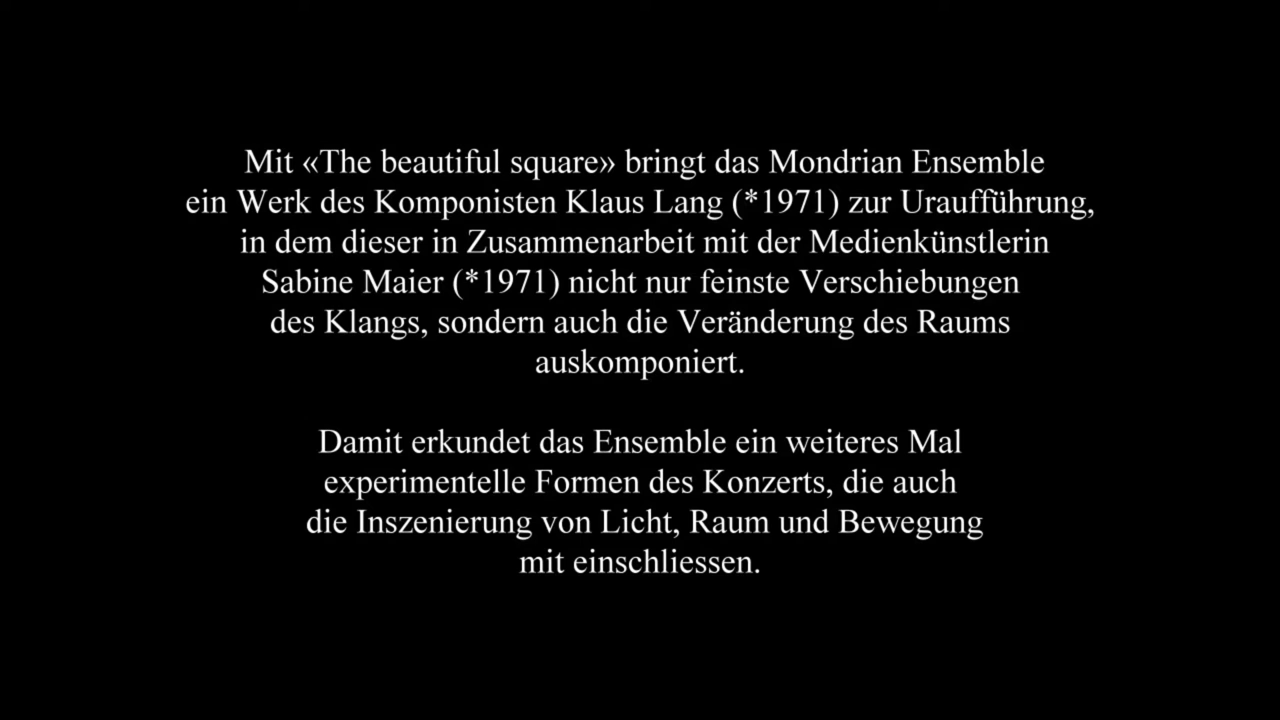 Mit «The beautiful square» bringt das Mondrian Ensemble
ein Werk des Komponisten Klaus Lang (*1971) zur Uraufführung,
in dem dieser in Zusammenarbeit mit der Medienkünstlerin
Sabine Maier (*1971) nicht nur feinste Verschiebungen
des Klangs, sondern auch die Veränderung des Raums
auskomponiert.
Damit erkundet das Ensemble ein weiteres Mal
experimentelle Formen des Konzerts, die auch
die Inszenierung von Licht, Raum und Bewegung
mit einschliessen.